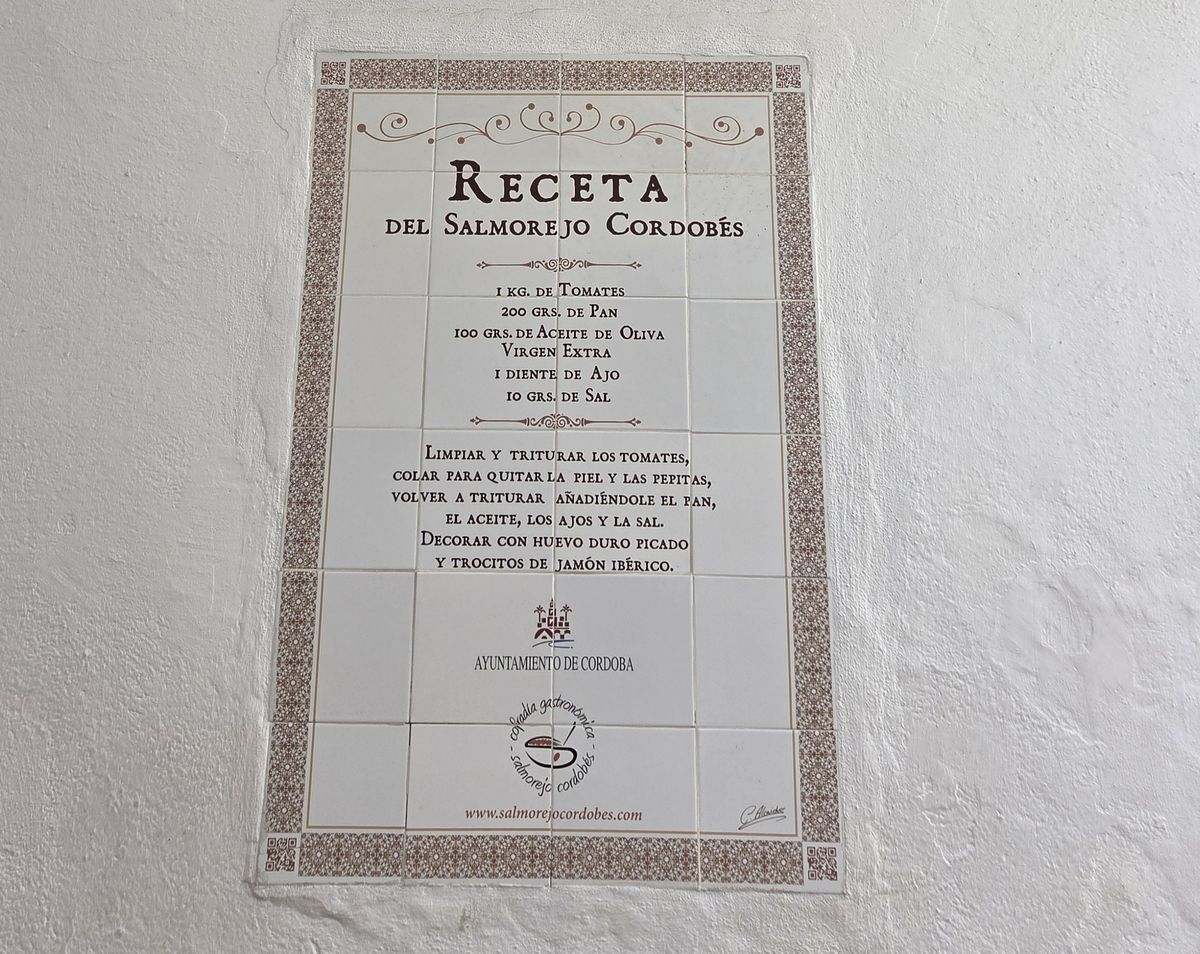 Receta
del Salmorejo Cordobés
1 kg. de Tomates
200 grs. de Pan
100 grs. de Aceite de Oliva
Virgen Extra
1 diente de Ajo
10 grs. de Sal
Limpiar y triturar los tomates,
colar para quitar la piel y las pepitas,
volver a triturar añadiéndole el pan,
el aceite, los ajos y la sal.
Decorar con huevo duro picado
y trocitos de jamón ibérico.
AYUNTAMIENTO DE CORDOBA
cofradía gastronómica
- salmorejo cordobés -
www.salmorejocordobes.com